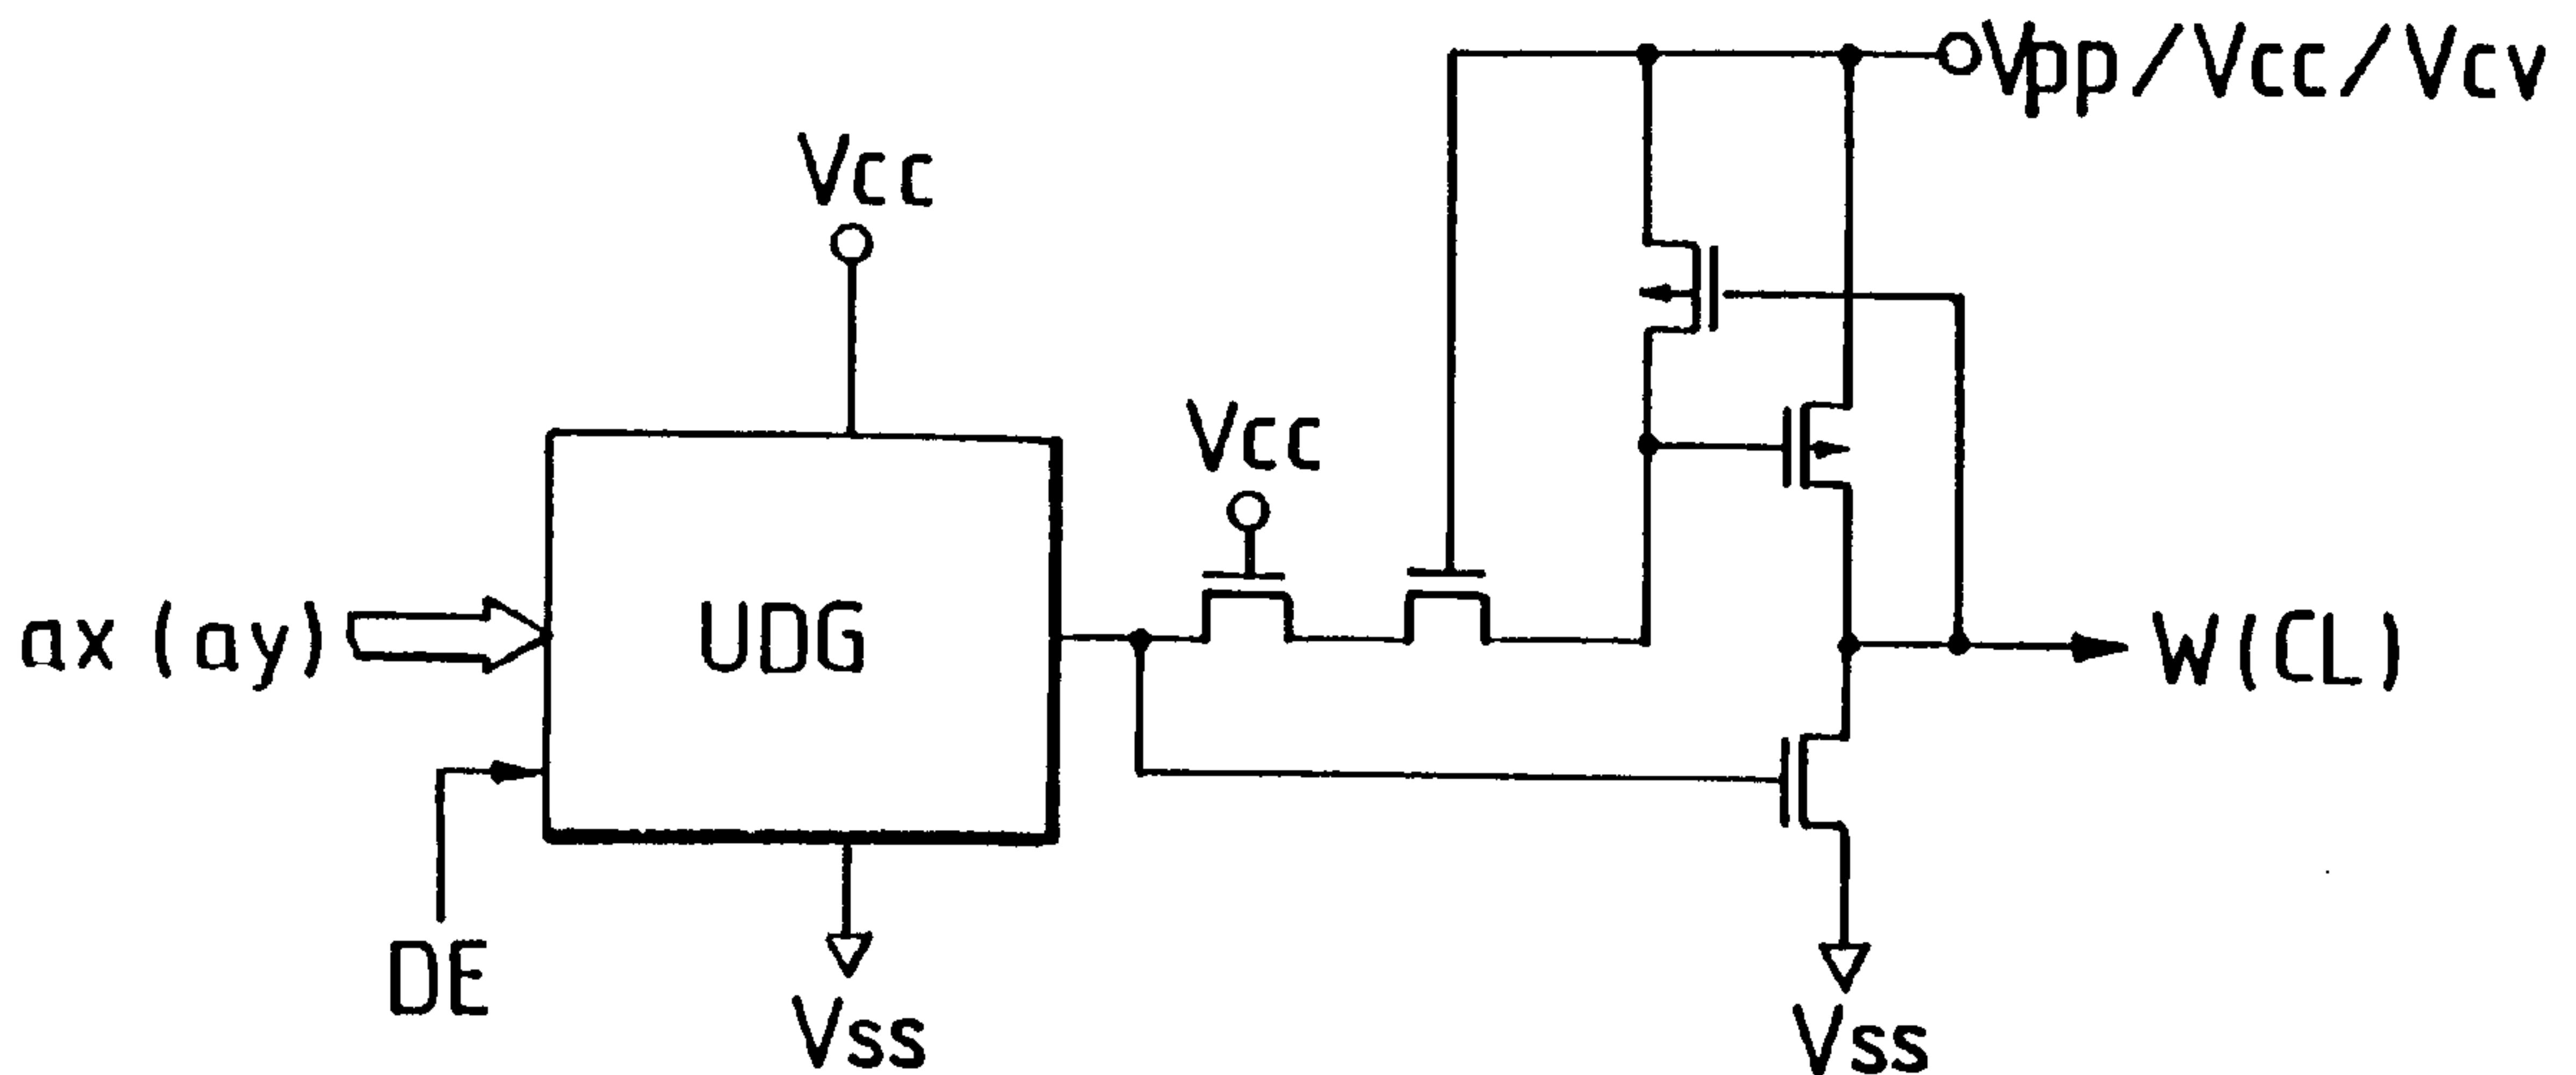 Vpp/Vcc/Vcv
Vcc
Vcc
ax (ay)
UDG
W(CL)
DE
Vss
Vss